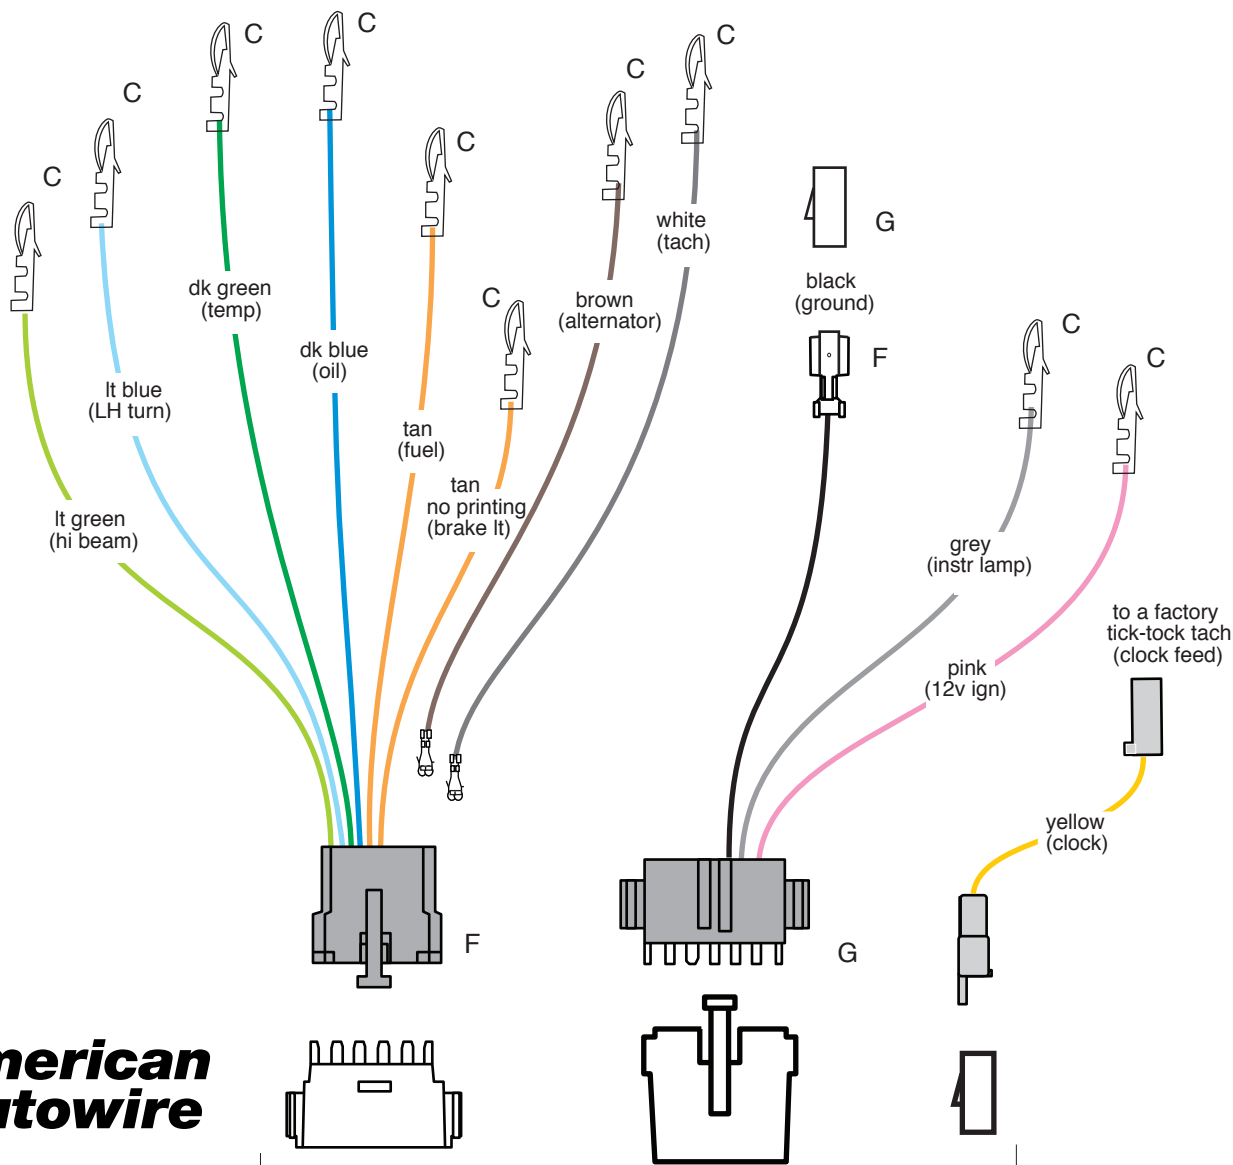 C
C
C
C
C
C
C
C
C
G
C
C
F
white
(tach)
dk green
(temp)
black
(ground)
brown
(alternator)
dk blue
(oil)
lt blue
(LH turn)
tan
(fuel)
tan
no printing
(brake lt)
lt green
(hi beam)
grey
(instr lamp)
to a factory
tick-tock tach
(clock feed)
pink
(12v ign)
yellow
(clock)
F
G
merican
utowire